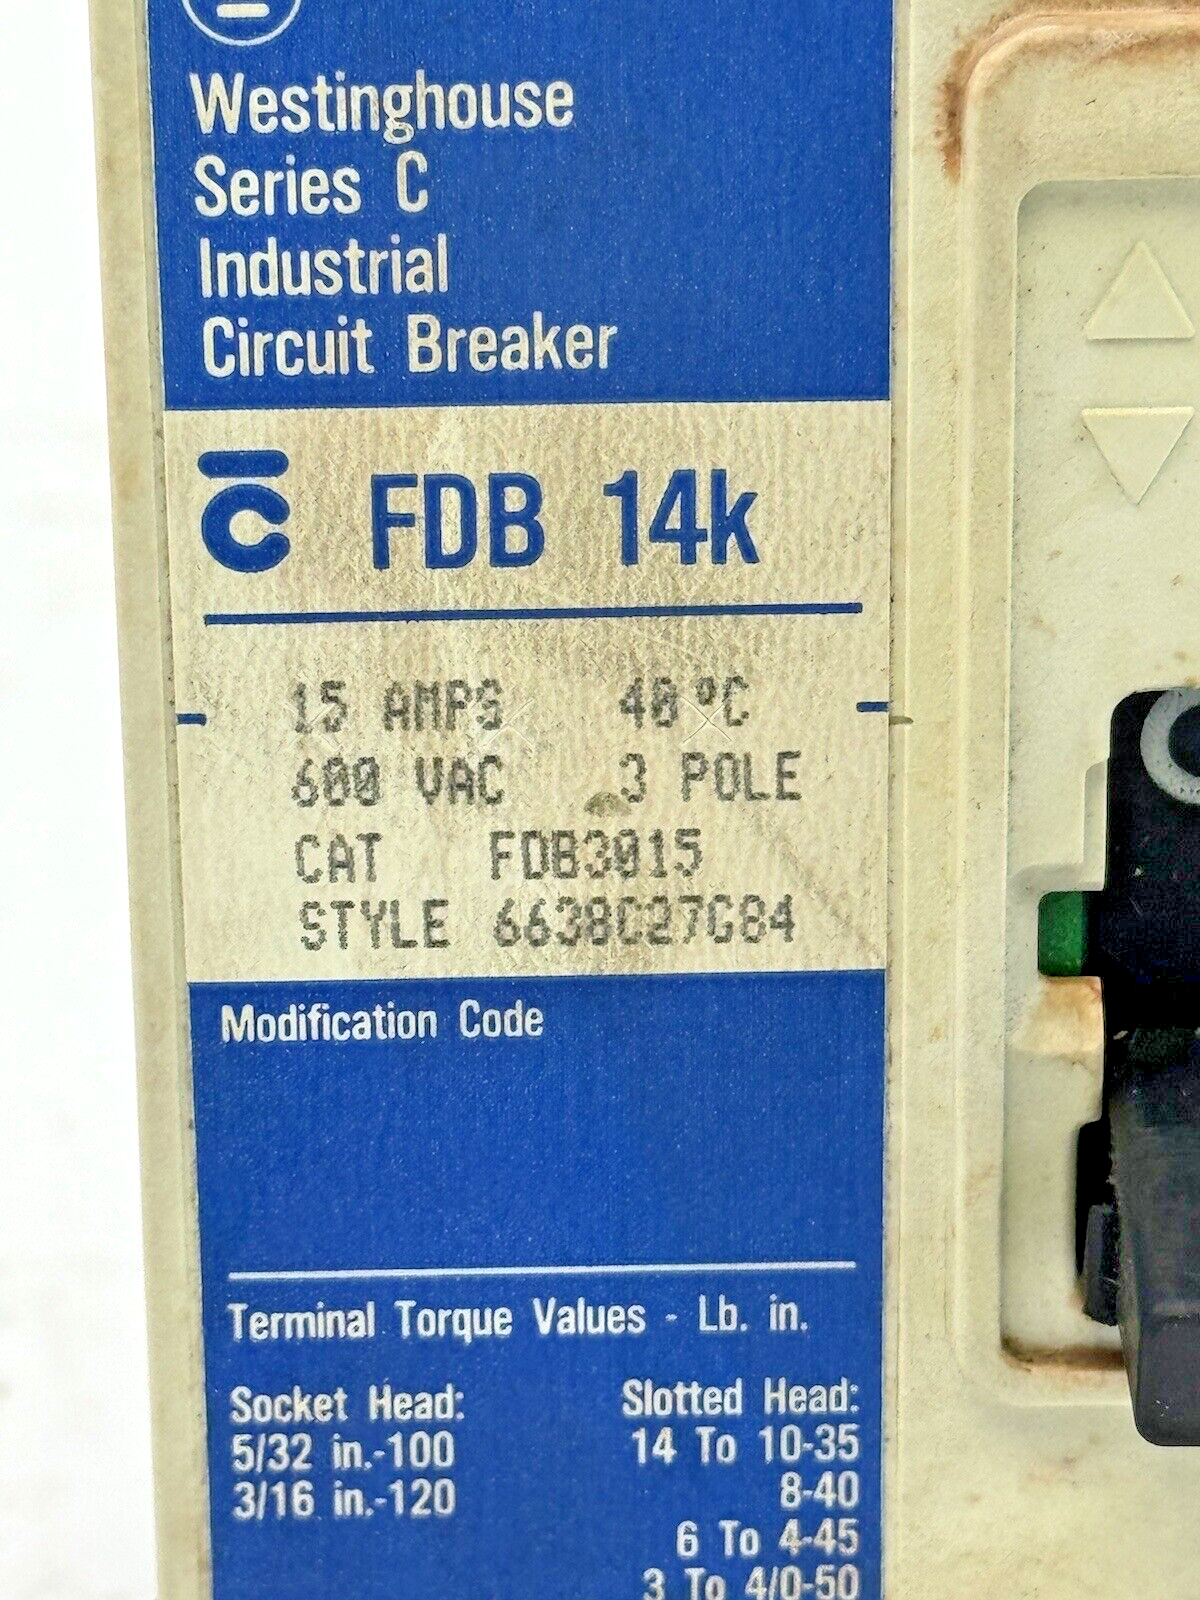 Westinghouse
Series C
Industrial
Circuit Breaker
C FDB 14k
15 AMPS 40°C
600 VAC 3 POLE
CAT FDB3015
STYLE 6638C27G84
Modification Code
Terminal Torque Values - Lb. in.
Socket Head: Slotted Head:
5/32 in.-100 14 To 10-35
3/16 in.-120 8-40
6 To 4-45
3 To 4/0-50